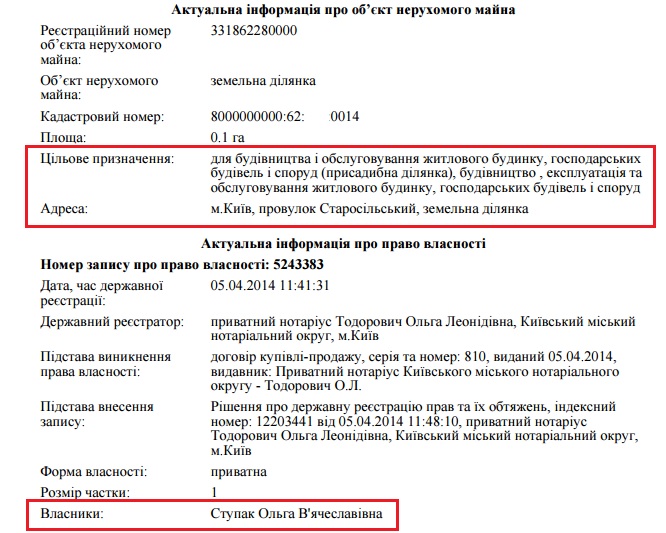 Актуальна інформація про об’єкт нерухомого майна
Реєстраційний номер 331862280000
об’єкта нерухомого
майна:
Об’єкт нерухомого земельна ділянка
майна:
Кадастровий номер: 8000000000:62: 0014
Площа: 0.1 га
Цільове призначення: для будівництва і обслуговування житлового будинку, господарських
будівель і споруд (присадибна ділянка), будівництво , експлуатація та
обслуговування житлового будинку, господарських будівель і споруд
Адреса: м.Київ, провулок Старосільський, земельна ділянка
Актуальна інформація про право власності
Номер запису про право власності: 5243383
Дата, час державної 05.04.2014 11:41:31
реєстрації:
Державний реєстратор: приватний нотаріус Тодорович Ольга Леонідівна, Київський міський
нотаріальний округ, м.Київ
Підстава виникнення договір купівлі-продажу, серія та номер: 810, виданий 05.04.2014,
права власності: видавник: Приватний нотаріус Київського міського нотаріального
округу - Тодорович О.Л.
Підстава внесення Рішення про державну реєстрацію прав та їх обтяжень, індексний
запису: номер: 12203441 від 05.04.2014 11:48:10, приватний нотаріус
Тодорович Ольга Леонідівна, Київський міський нотаріальний округ,
м.Київ
Форма власності: приватна
Розмір частки: 1
Власники: Ступак Ольга В'ячеславівна